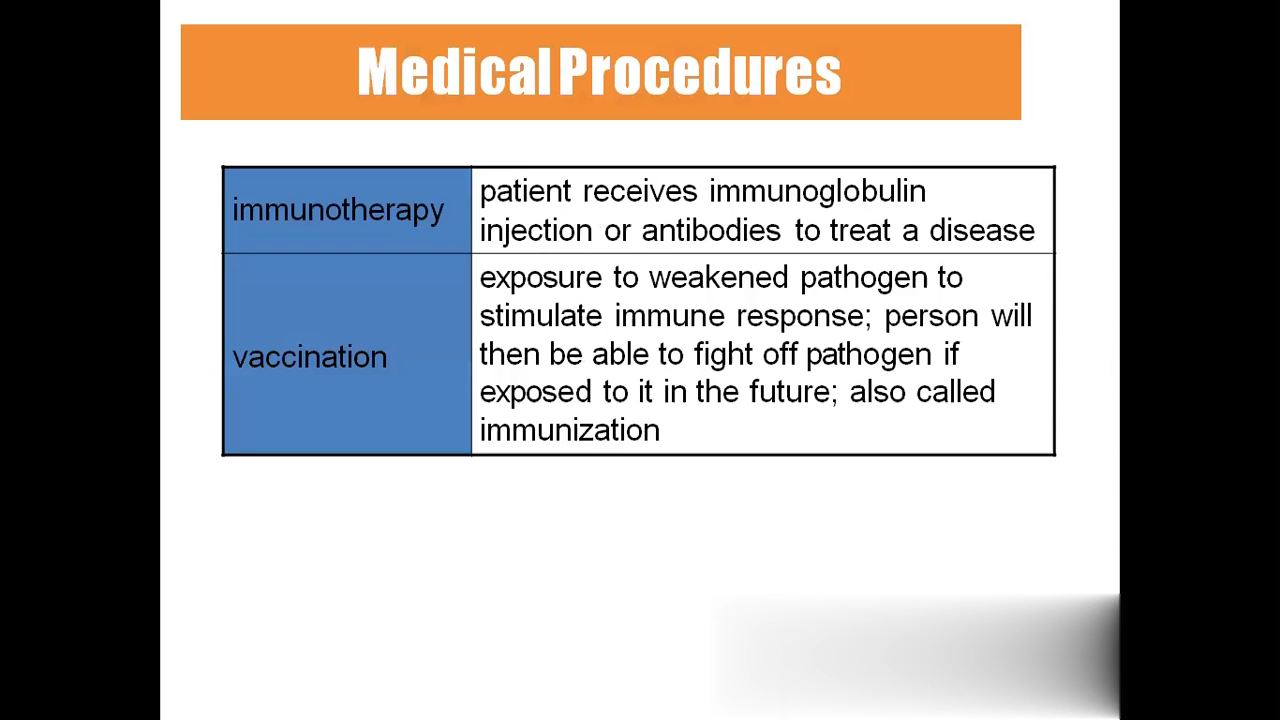 Medical Procedures
immunotherapy
patient receives immunoglobulin
injection or antibodies to treat a disease
vaccination
exposure to weakened pathogen to
stimulate immune response; person will
then be able to fight off pathogen if
exposed to it in the future; also called
immunization